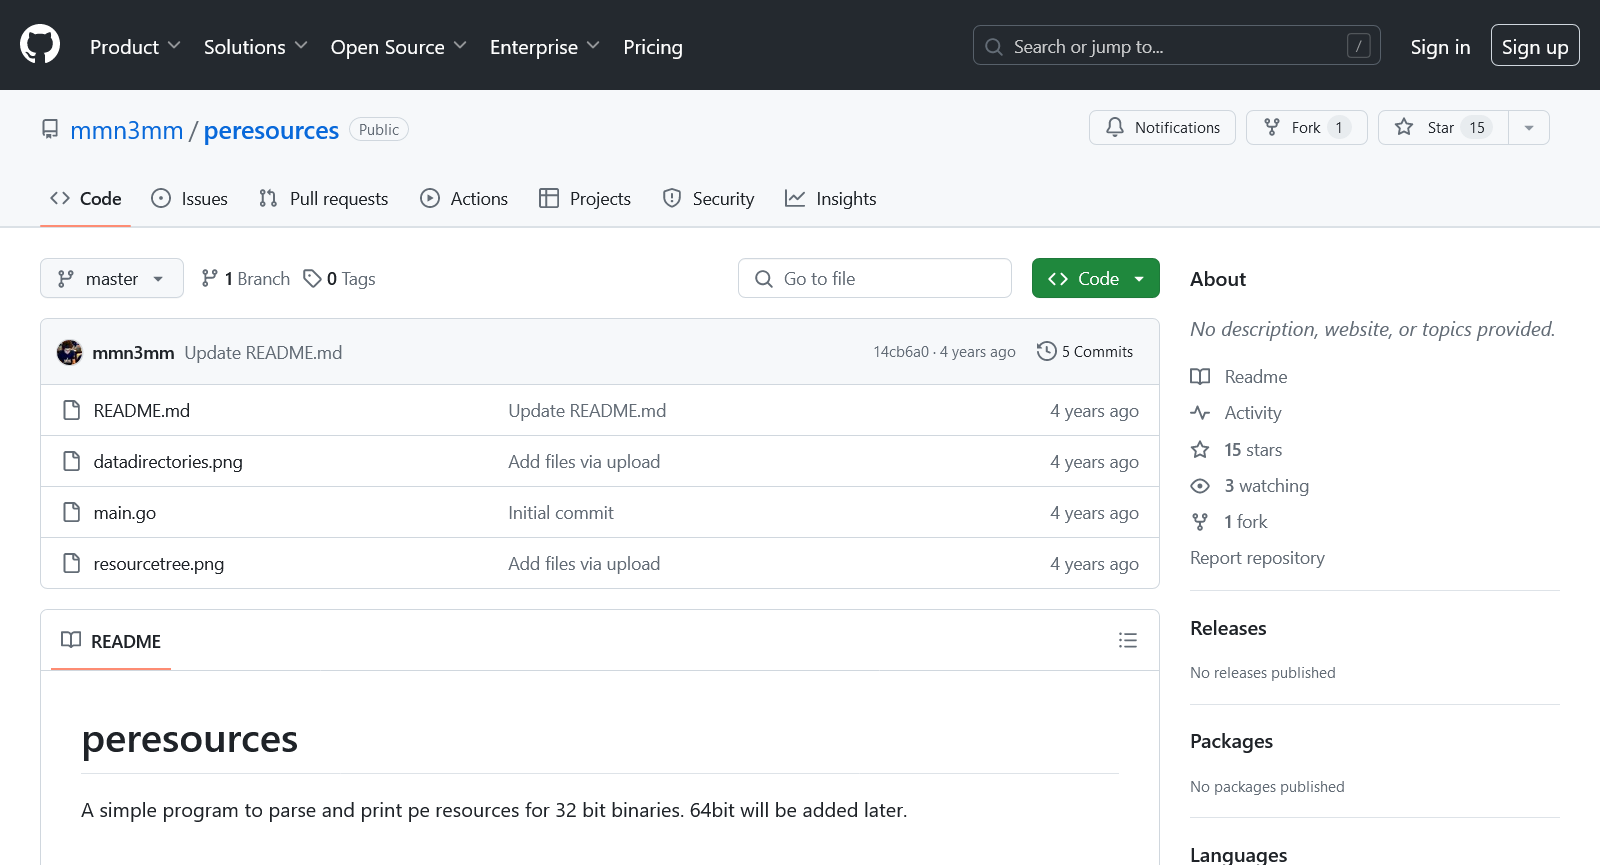 Product Solutions Open Source Enterprise Pricing Search or jump to... / Sign in Sign up
mmn3mm / peresources Public Notifications Fork 1 Star 15
Code Issues Pull requests Actions Projects Security Insights
master 1 Branch 0 Tags Go to file Code
mmn3mm Update README.md 14cb6a0 · 4 years ago 5 Commits
README.md Update README.md 4 years ago
datadirectories.png Add files via upload 4 years ago
main.go Initial commit 4 years ago
resourcetree.png Add files via upload 4 years ago
README
peresources
A simple program to parse and print pe resources for 32 bit binaries. 64bit will be added later.
About
No description, website, or topics provided.
Readme
Activity
15 stars
3 watching
1 fork
Report repository
Releases
No releases published
Packages
No packages published
Languages